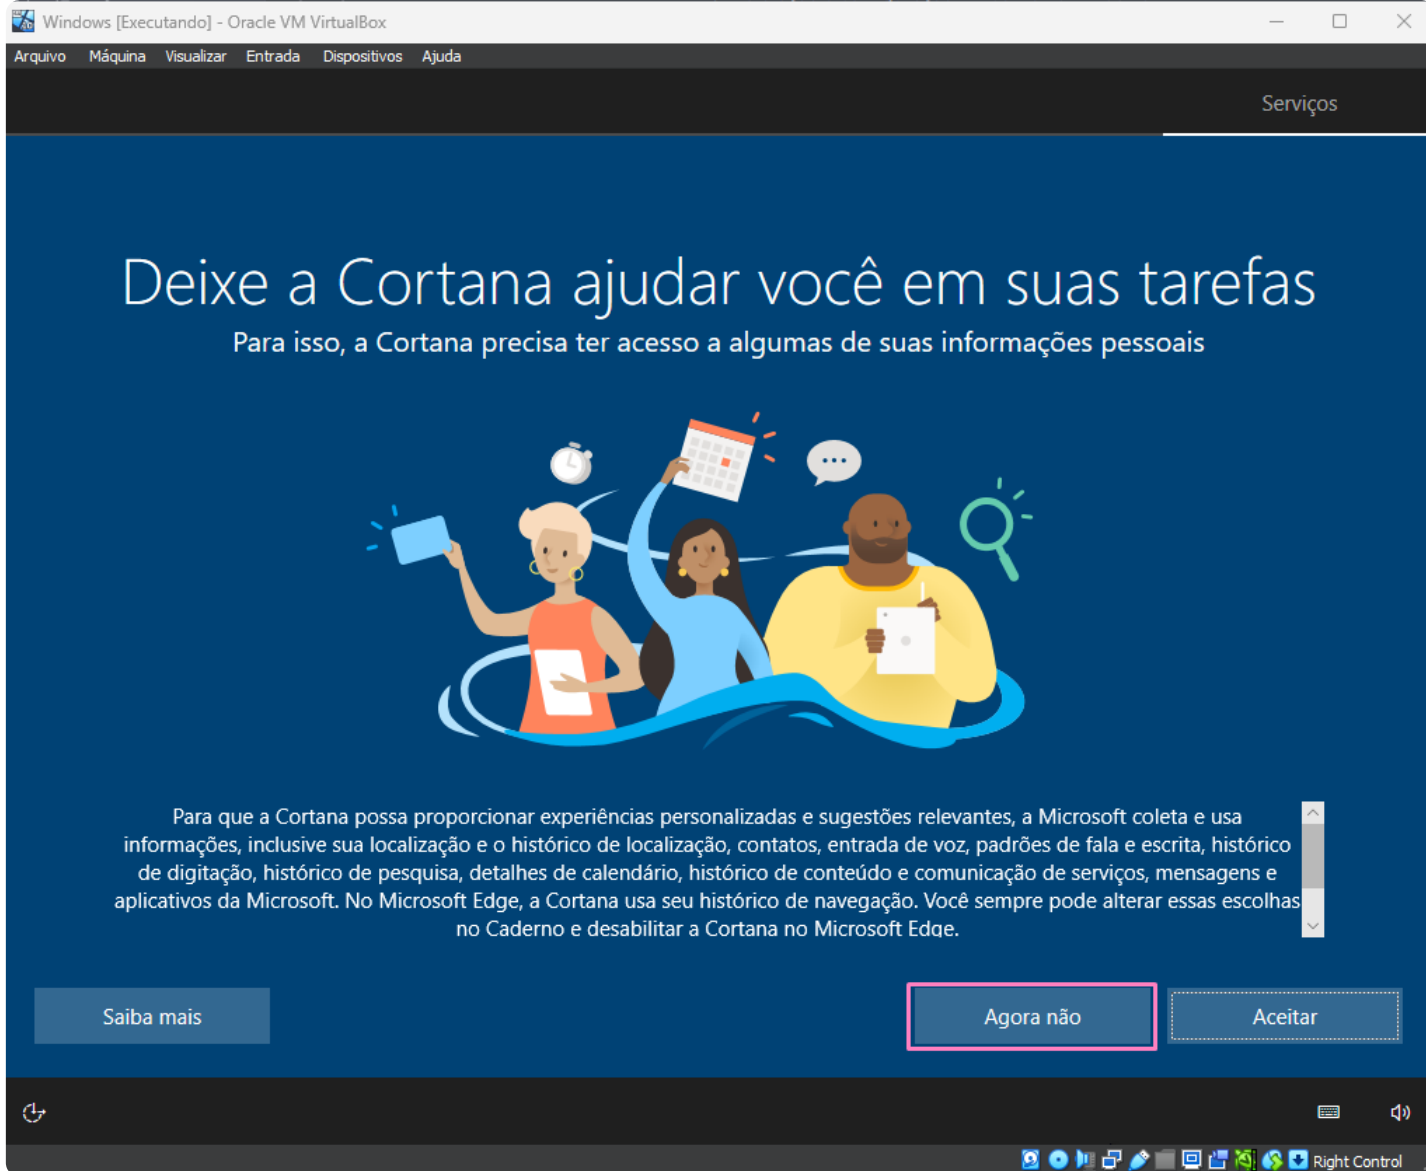 Windows [Executando] - Oracle VM VirtualBox
Arquivo Máquina Visualizar Entrada Dispositivos Ajuda
Serviços
Deixe a Cortana ajudar você em suas tarefas
Para isso, a Cortana precisa ter acesso a algumas de suas informações pessoais
Para que a Cortana possa proporcionar experiências personalizadas e sugestões relevantes, a Microsoft coleta e usa
informações, inclusive sua localização e o histórico de localização, contatos, entrada de voz, padrões de fala e escrita, histórico
de digitação, histórico de pesquisa, detalhes de calendário, histórico de conteúdo e comunicação de serviços, mensagens e
aplicativos da Microsoft. No Microsoft Edge, a Cortana usa seu histórico de navegação. Você sempre pode alterar essas escolhas
no Caderno e desabilitar a Cortana no Microsoft Edge.
Saiba mais
Agora não
Aceitar
Right Control